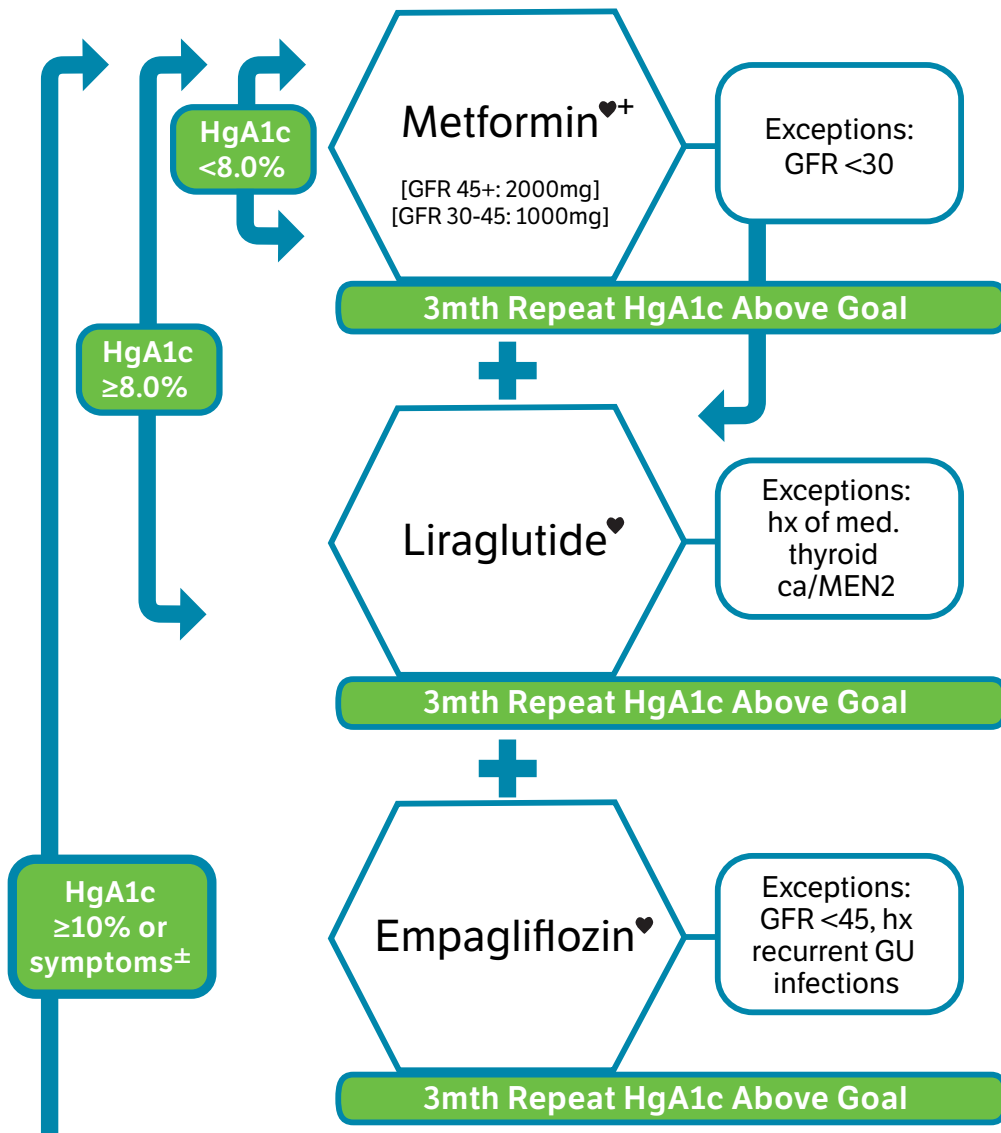 HgA1c
<8.0%
Metformin♥+
[GFR 45+: 2000mg]
[GFR 30-45: 1000mg]
Exceptions:
GFR <30
3mth Repeat HgA1c Above Goal
+
HgA1c
≥8.0%
Liraglutide♥
Exceptions:
hx of med.
thyroid
ca/MEN2
3mth Repeat HgA1c Above Goal
+
HgA1c
≥10% or
symptoms±
Empagliflozin♥
Exceptions:
GFR <45, hx
recurrent GU
infections
3mth Repeat HgA1c Above Goal